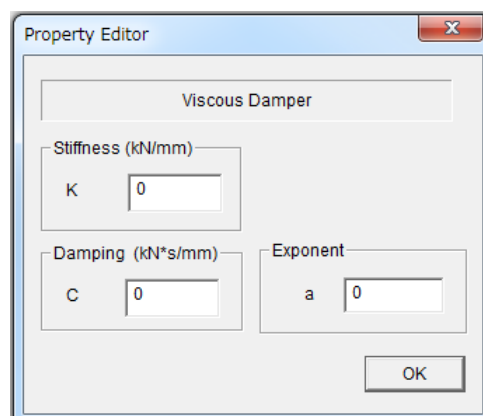 Property Editor
x
Viscous Damper
Stiffness (kN/mm)
K 0
Damping (kN*s/mm)
C 0
Exponent
a 0
OK